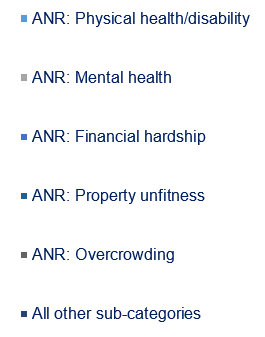 ANR: Physical health/disability
ANR: Mental health
ANR: Financial hardship
ANR: Property unfitness
ANR: Overcrowding
All other sub-categories